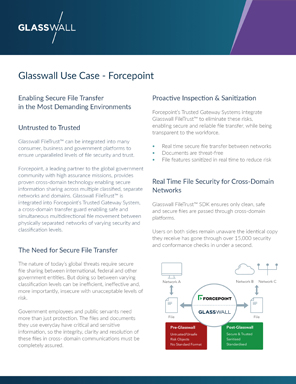 GLASSWALL
Glasswall Use Case - Forcepoint
Enabling Secure File Transfer
in the Most Demanding Environments
Untrusted to Trusted
Glasswall FileTrust™ can be integrated into many
consumer, business and government platforms to
ensure unparalleled levels of file security and trust.
Forcepoint, a leading partner to the global government
community with high assurance missions, provides
proven cross-domain technology enabling secure
information sharing across multiple classified, separate
networks and domains. Glasswall FileTrust™ is
integrated into Forcepoint's Trusted Gateway System,
a cross-domain transfer guard enabling safe and
simultaneous multidirectional file movement between
physically separated networks of varying security and
classification levels.
The Need for Secure File Transfer
The nature of today's global threats require secure
file sharing between international, federal and other
government entities. But doing so between varying
classification levels can be inefficient, ineffective and,
more importantly, insecure with unacceptable levels of
risk.
Government employees and public servants need
more than just protection. The files and documents
they use everyday have critical and sensitive
information, so the integrity, clarity and resolution of
these files in cross- domain communications must be
completely assured.
Proactive Inspection & Sanitization
Forcepoint's Trusted Gateway Systems Integrate
Glasswall FileTrust™ to eliminate these risks,
enabling secure and reliable file transfer, while being
transparent to the workforce.
• Real time secure file transfer between networks
• Documents are threat-free
• File features sanitized in real time to reduce risk
Real Time File Security for Cross-Domain
Networks
Glasswall FileTrust™ SDK ensures only clean, safe
and secure files are passed through cross-domain
platforms.
Users on both sides remain unaware the identical copy
they receive has gone through over 15,000 security
and conformance checks in under a second.
Network A
Network B
Network C
FORCEPOINT
GLASSWALL
File
File
Pre-Glasswall
Untrusted/Unsafe
Risk Of/save
No Standard Format
Post-Glasswall
Secure & Trusted
Sanitised
Standardised